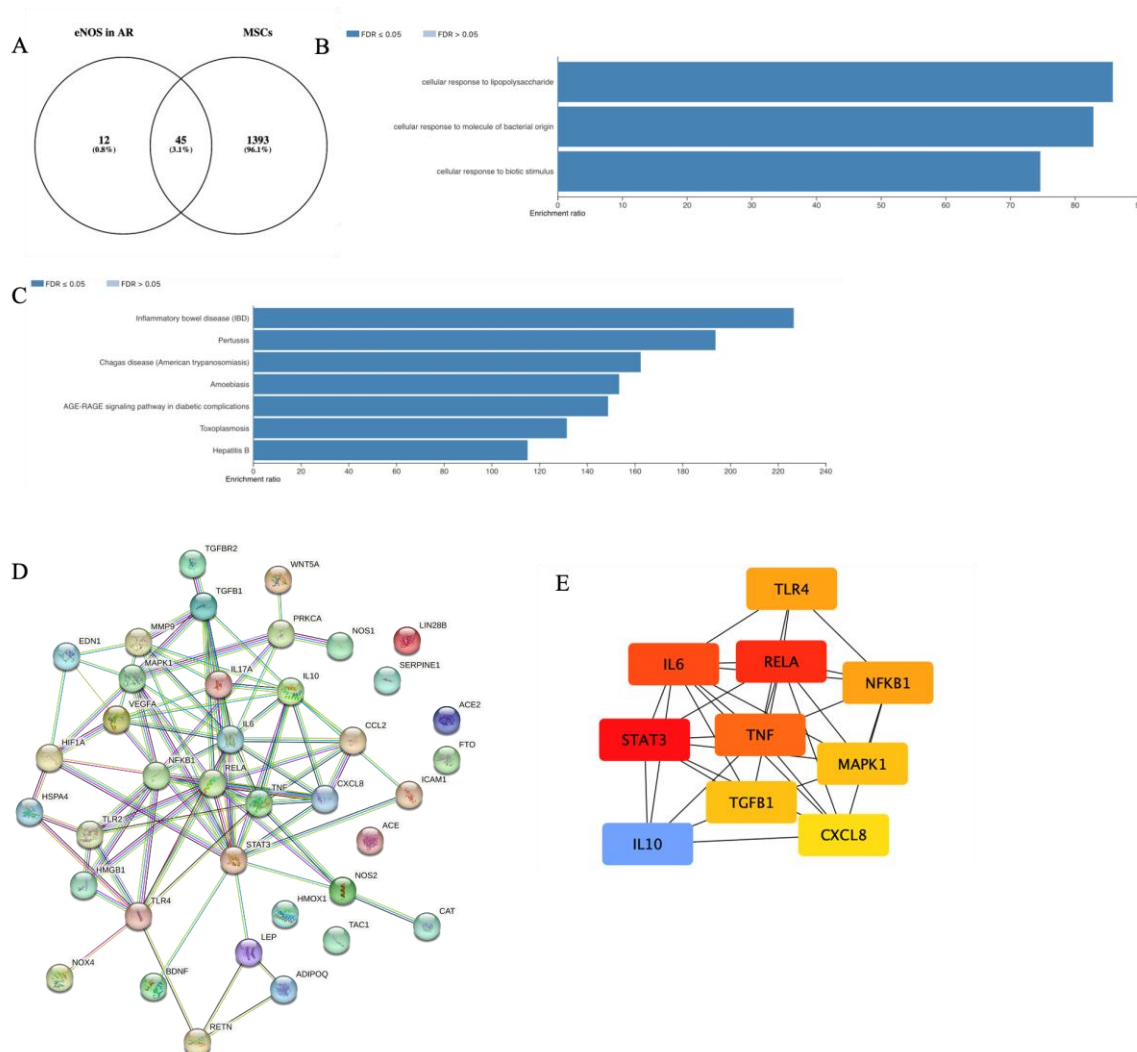 A
eNOS in AR
MSCs
12
(0.8%)
45
(3.1%)
1393
(96.1%)
B
FDR ≤ 0.05
FDR > 0.05
cellular response to lipopolysaccharide
cellular response to molecule of bacterial origin
cellular response to biotic stimulus
0 10 20 30 40 50 60 70 80
Enrichment ratio
C
FDR ≤ 0.05
FDR > 0.05
Inflammatory bowel disease (IBD)
Pertussis
Chagas disease (American trypanosomiasis)
Amoebiasis
AGE-RAGE signaling pathway in diabetic complications
Toxoplasmosis
Hepatitis B
0 20 40 60 80 100 120 140 160 180 200 220 240
Enrichment ratio
D
TGFBR2
WNT5A
TGFB1
PRKCA
MMP9
NOS1
LIN28B
EDN1
MAPK1
IL17A
SERPINE1
IL10
VEGFA
ACE2
IL6
CCL2
HIF1A
FTO
NFKB1
RELA
TNF
CXCL8
ICAM1
HSPA4
TLR2
ACE
STAT3
HMGB1
NOS2
TLR4
HMOX1
CAT
TAC1
LEP
NOX4
BDNF
ADIPOQ
RETN
E
TLR4
IL6
RELA
NFKB1
STAT3
TNF
MAPK1
TGFB1
IL10
CXCL8